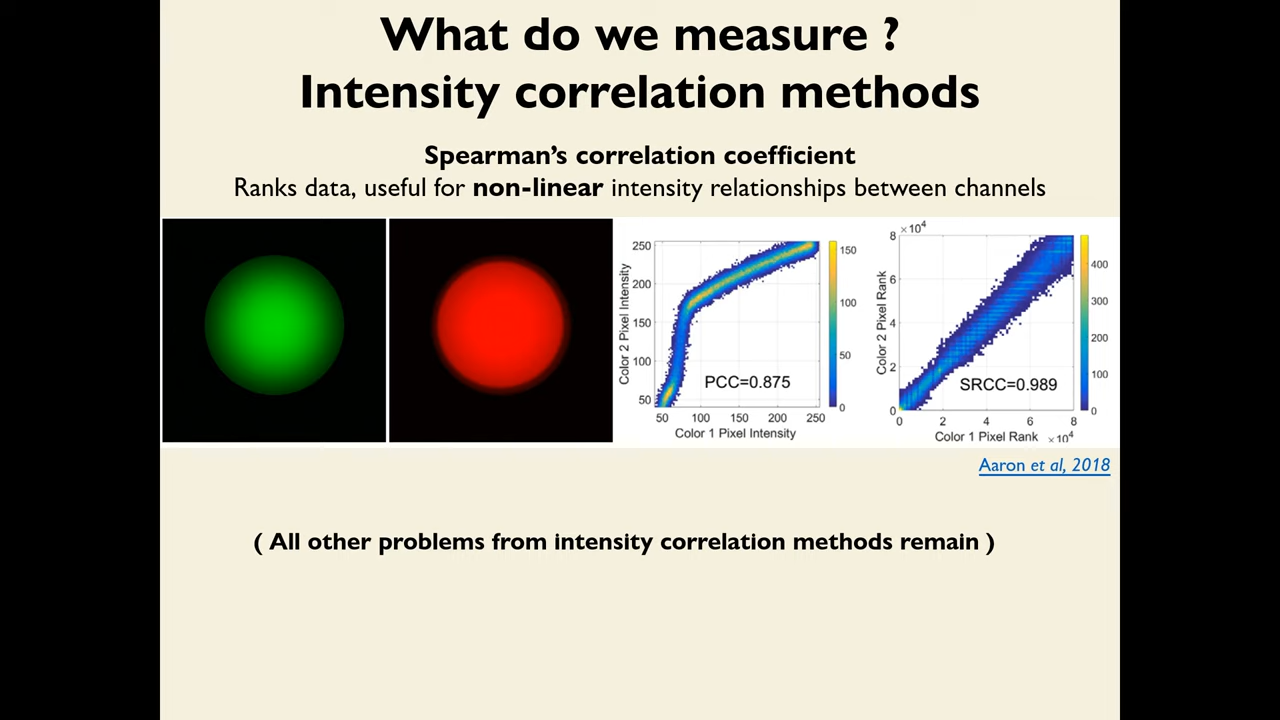 What do we measure ?
Intensity correlation methods
Spearman’s correlation coefficient
Ranks data, useful for non-linear intensity relationships between channels
250
200
150
100
50
Color 2 Pixel Intensity
50 100 150 200 250
Color 1 Pixel Intensity
PCC=0.875
150
100
50
0
×10⁴
8
6
4
2
0
Color 2 Pixel Rank
0 2 4 6 8
Color 1 Pixel Rank ×10⁴
SRCC=0.989
400
300
200
100
0
Aaron et al, 2018
( All other problems from intensity correlation methods remain )